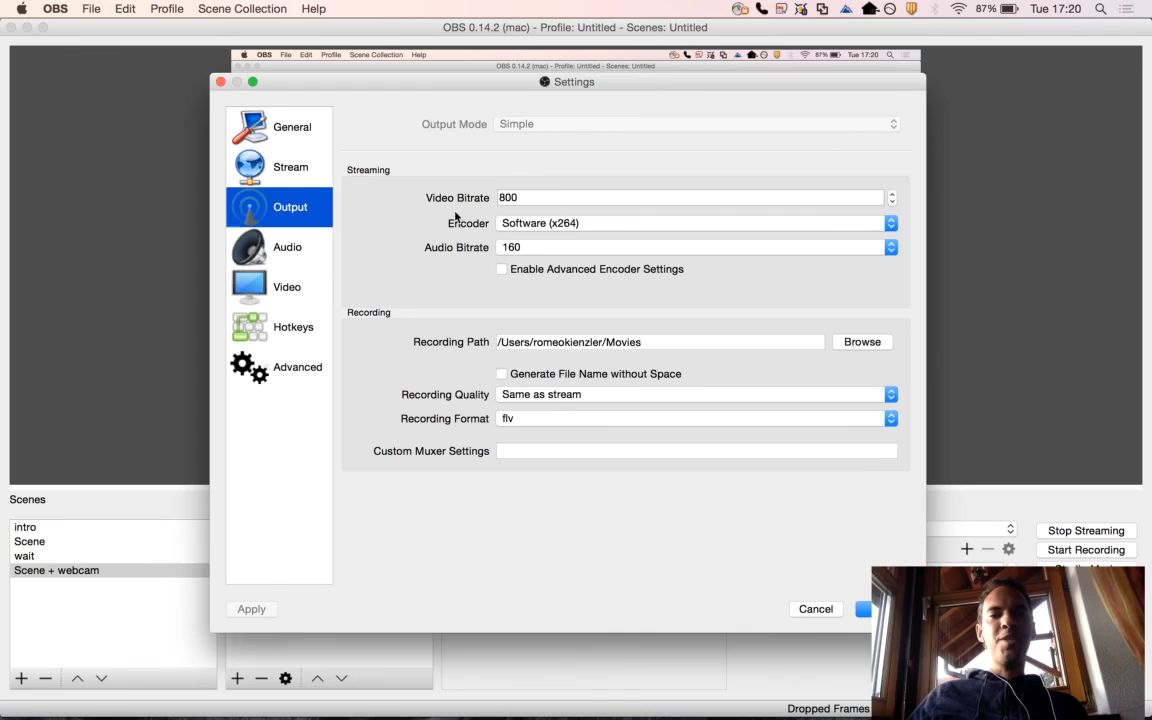 OBS File Edit Profile Scene Collection Help 87% Tue 17:20
OBS 0.14.2 (mac) - Profile: Untitled - Scenes: Untitled
OBS File Edit Profile Scene Collection Help 87% Tue 17:20
OBS 0.14.2 (mac) - Profile: Untitled - Scenes: Untitled
Settings
General
Stream
Output
Audio
Video
Hotkeys
Advanced
Output Mode Simple
Streaming
Video Bitrate 800
Encoder Software (x264)
Audio Bitrate 160
Enable Advanced Encoder Settings
Recording
Recording Path /Users/romeokienzler/Movies Browse
Generate File Name without Space
Recording Quality Same as stream
Recording Format flv
Custom Muxer Settings
Apply Cancel
Scenes
intro
Scene
wait
Scene + webcam
Stop Streaming
Start Recording
Dropped Frames